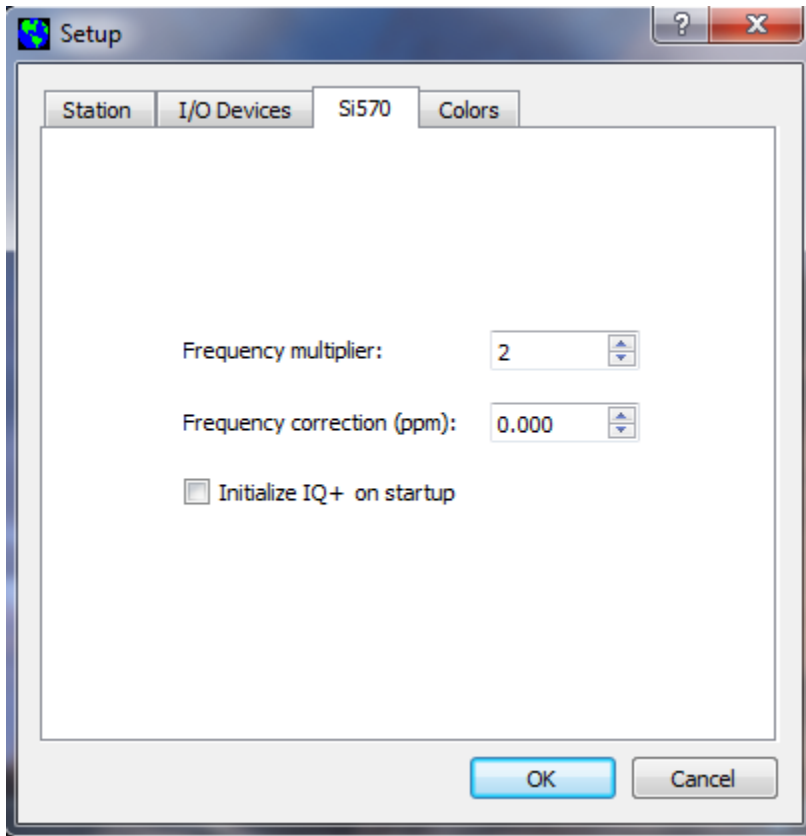 Setup
?
Station I/O Devices Si570 Colors
Frequency multiplier: 2
Frequency correction (ppm): 0.000
Initialize IQ+ on startup
OK Cancel